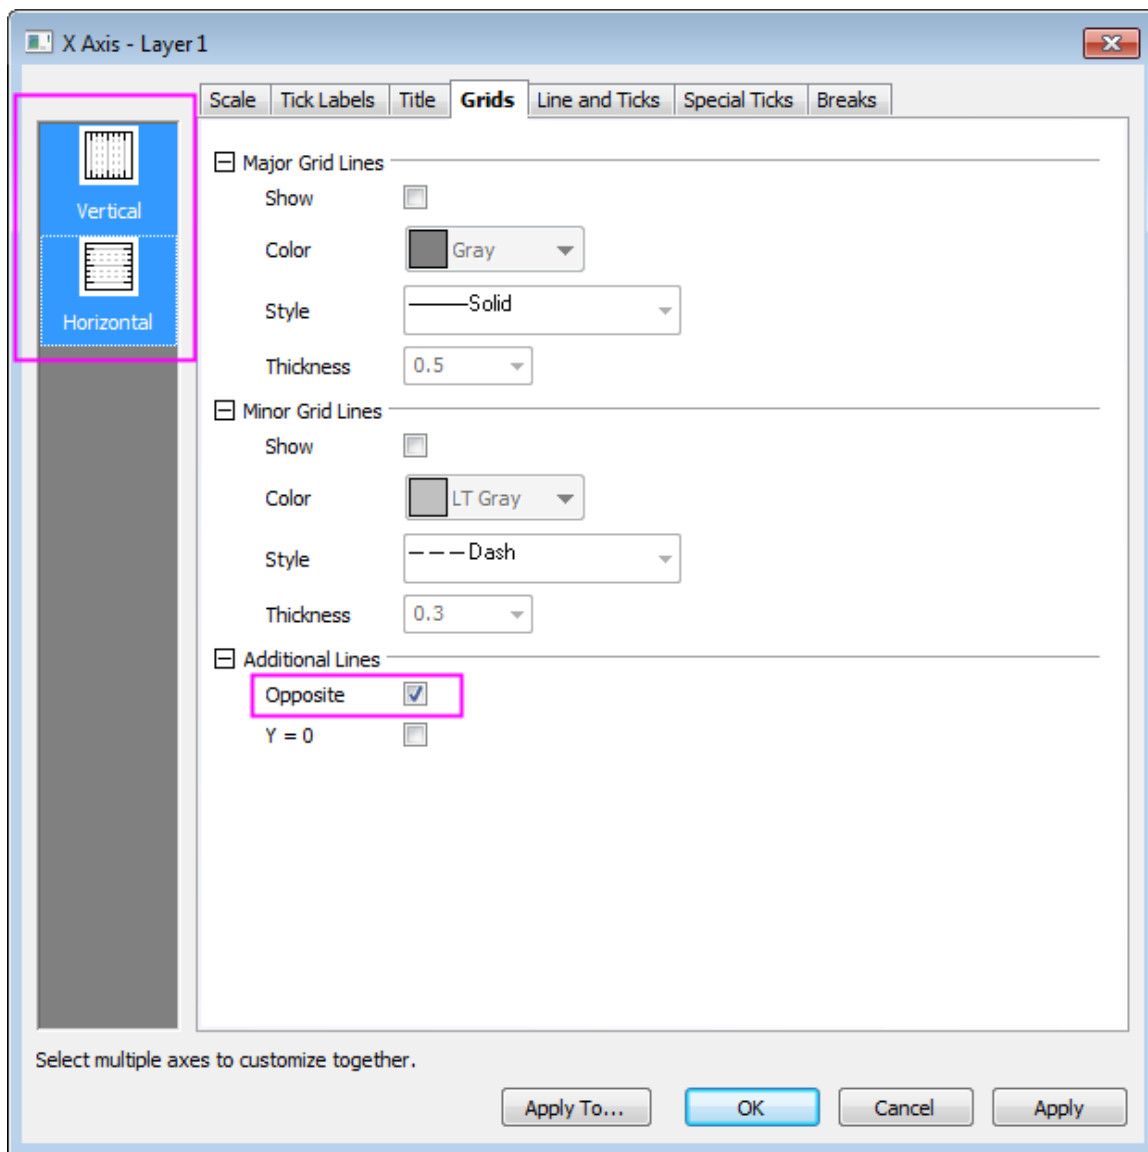 X Axis - Layer1
Scale Tick Labels Title Grids Line and Ticks Special Ticks Breaks
Vertical
Horizontal
Major Grid Lines
Show
Color Gray
Style Solid
Thickness 0.5
Minor Grid Lines
Show
Color LT Gray
Style Dash
Thickness 0.3
Additional Lines
Opposite
Y = 0
Select multiple axes to customize together.
Apply To... OK Cancel Apply